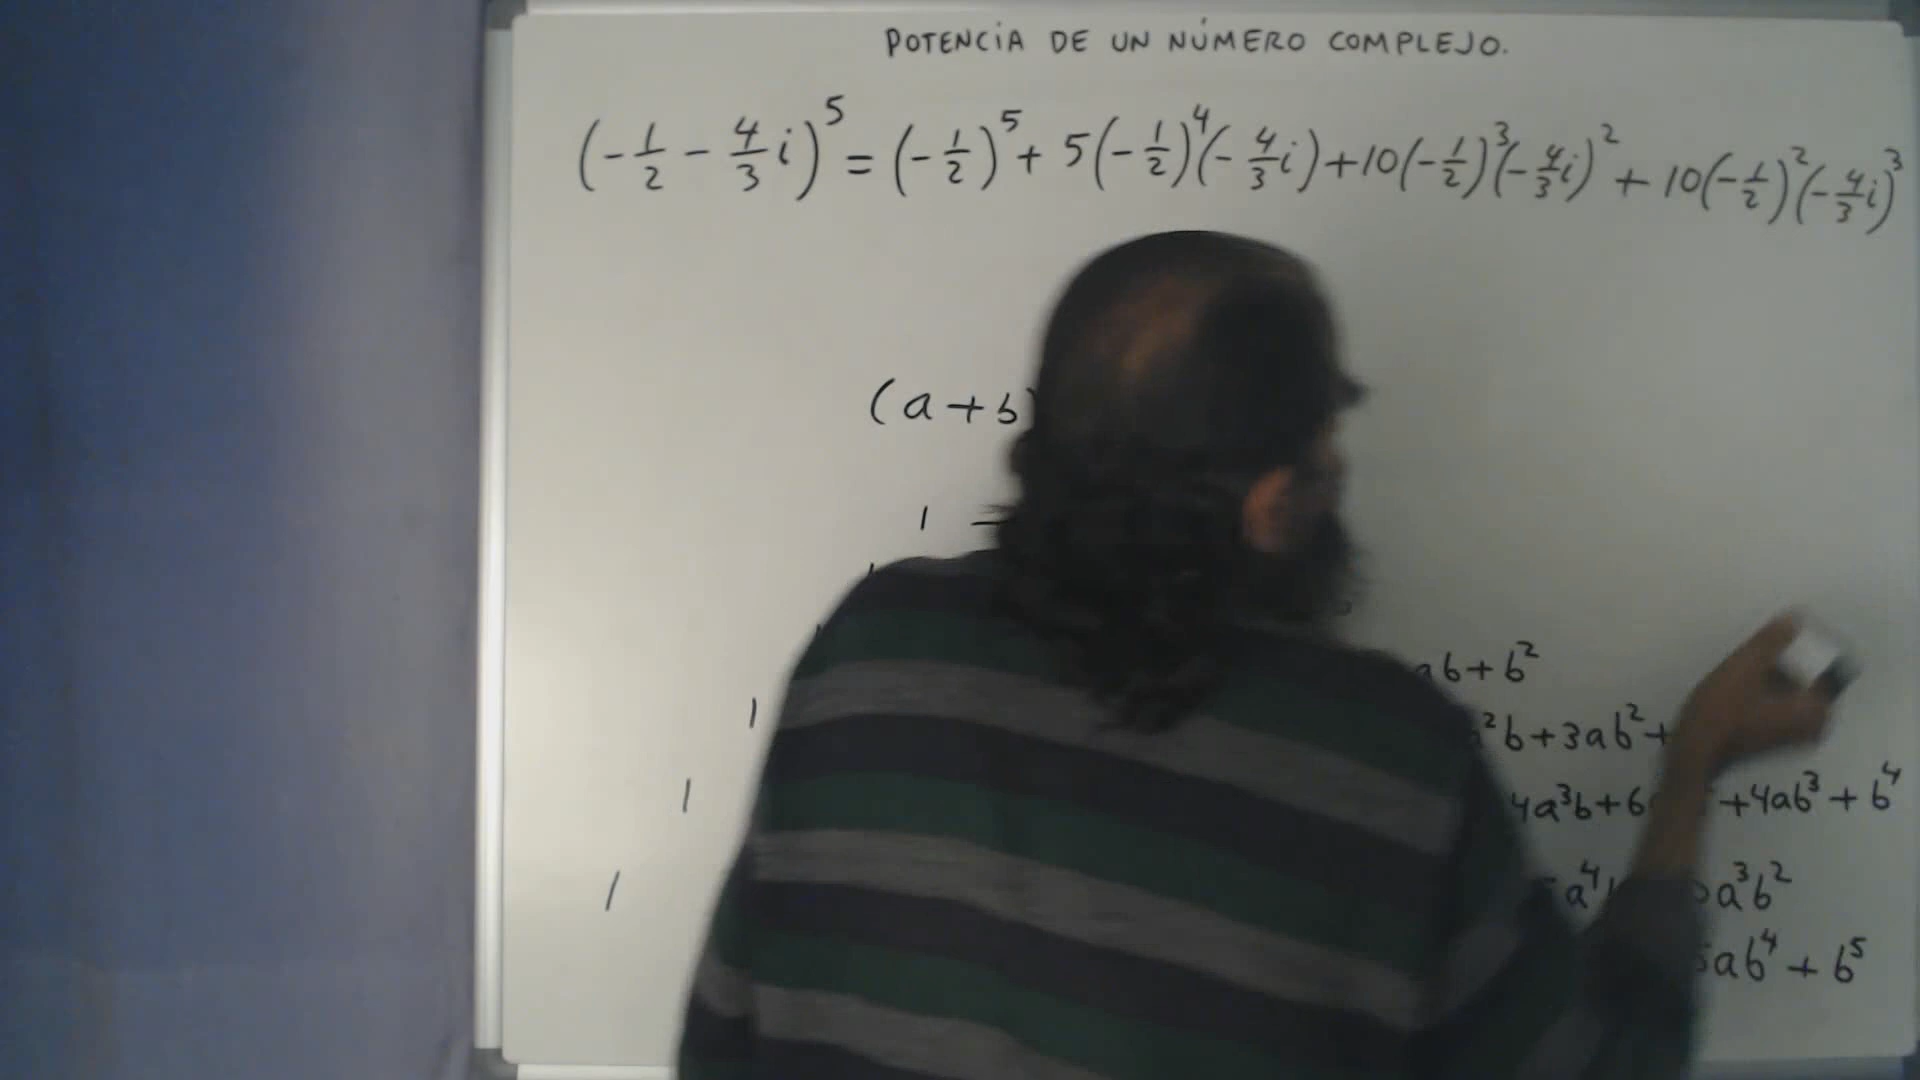 POTENCIA DE UN NÚMERO COMPLEJO.
(-1/2 - 4/3 i)^5 = (-1/2)^5 + 5(-1/2)^4(-4/3 i) + 10(-1/2)^3(-4/3 i)^2 + 10(-1/2)^2(-4/3 i)^3
(a+b)
1
ab+b²
1 ²b+3ab²+
1 4a³b+6 +4ab³+b⁴
1 a⁴ a³b²
ab⁴+b⁵